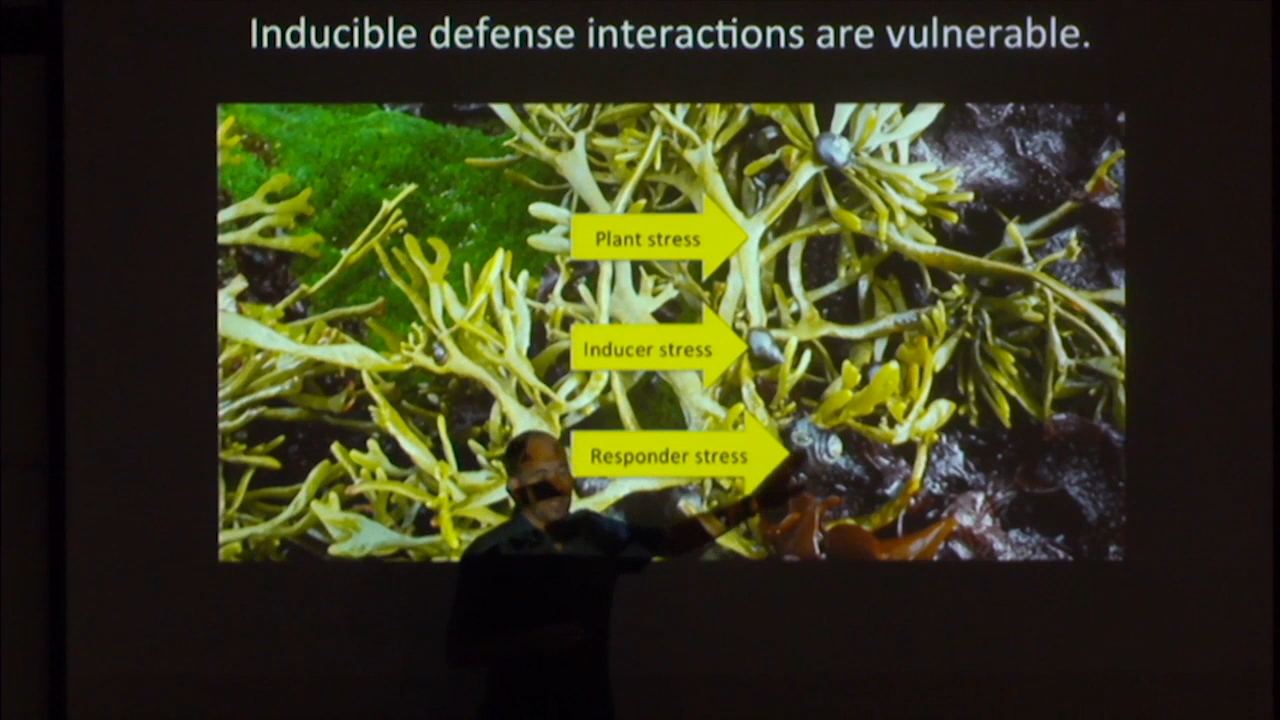 Inducible defense interactions are vulnerable.
Plant stress
Inducer stress
Responder stress